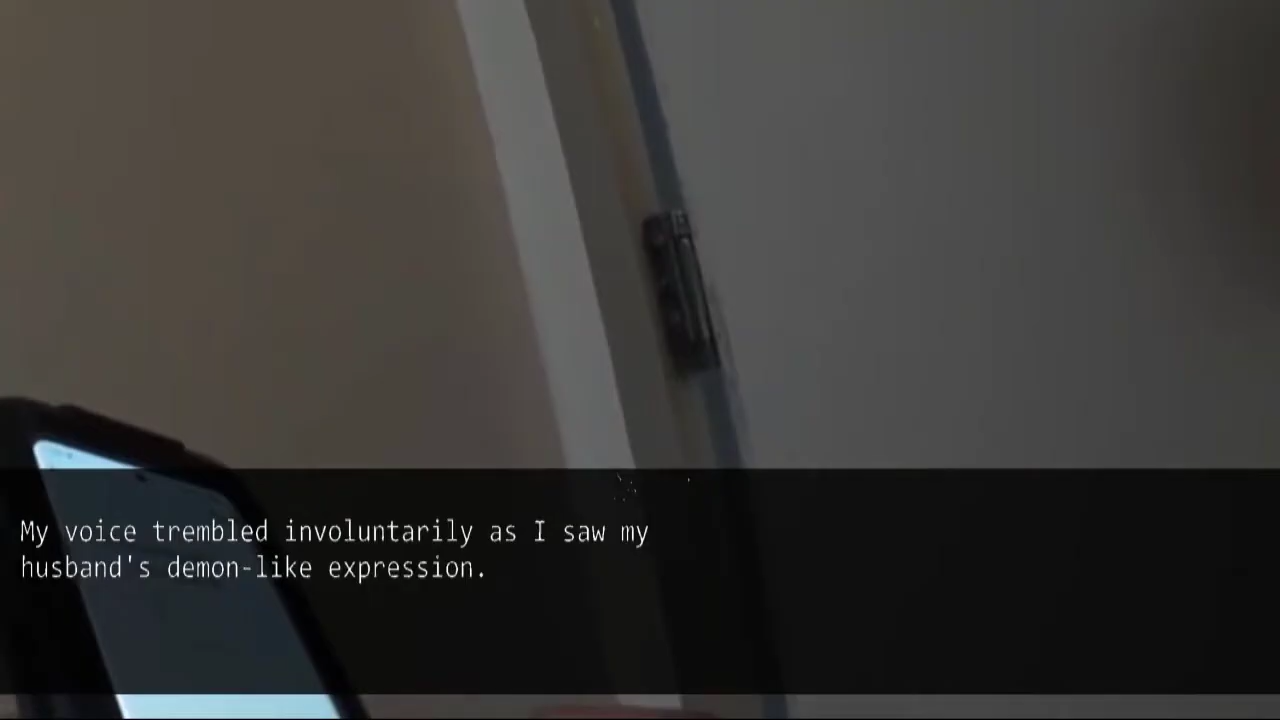 My voice trembled involuntarily as I saw my
husband's demon-like expression.